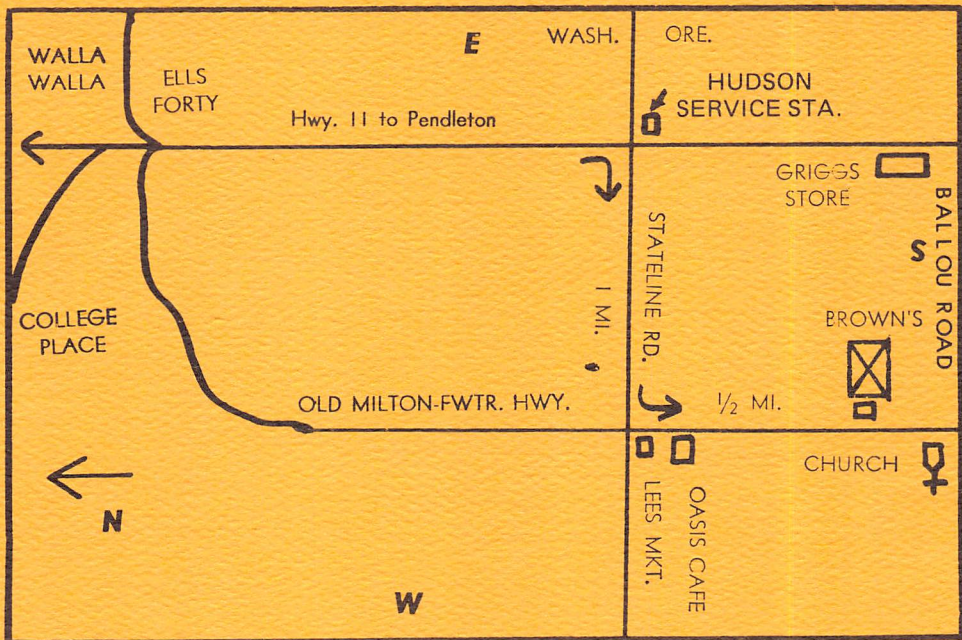 E
WASH.
ORE.
WALLA
WALLA
ELLS
FORTY
HUDSON
SERVICE STA.
Hwy. 11 to Pendleton
GRIGGS
STORE
BALLOU ROAD
S
STATELINE RD.
1 MI.
COLLEGE
PLACE
BROWN'S
OLD MILTON-FWTR. HWY.
1/2 MI.
CHURCH
LEES MKT.
OASIS CAFE
N
W